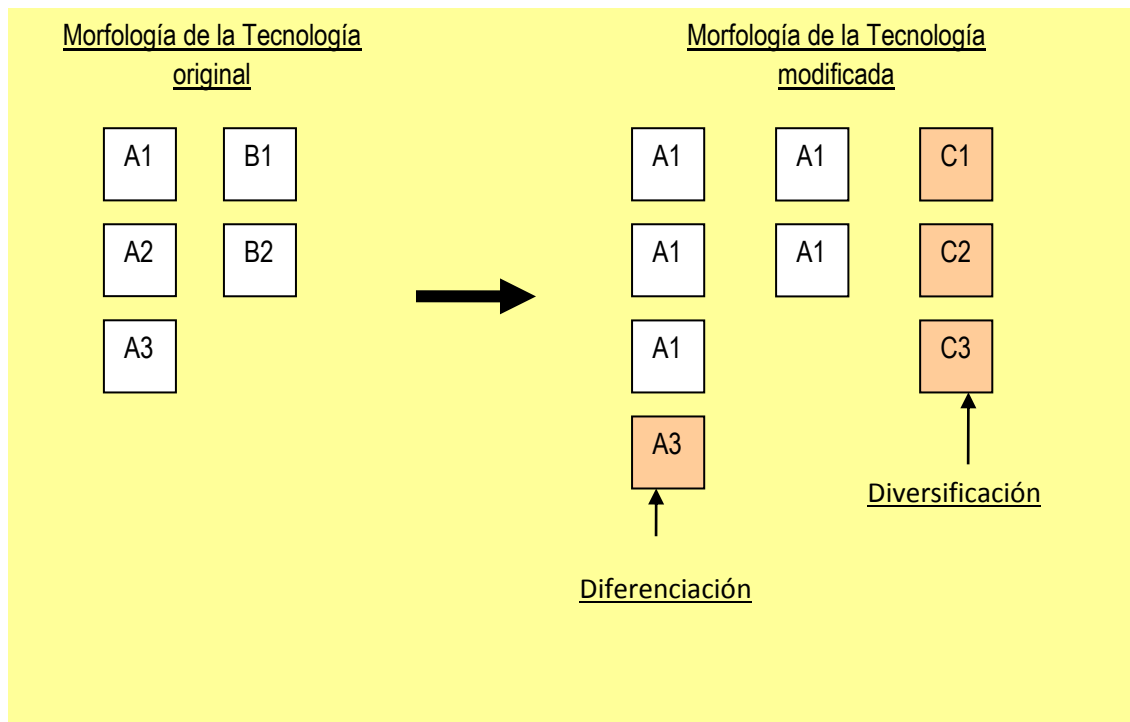 Morfología de la Tecnología
original
Morfología de la Tecnología
modificada
A1 B1
A2 B2
A3
A1 A1 C1
A1 A1 C2
A1 C3
A3
Diversificación
Diferenciación